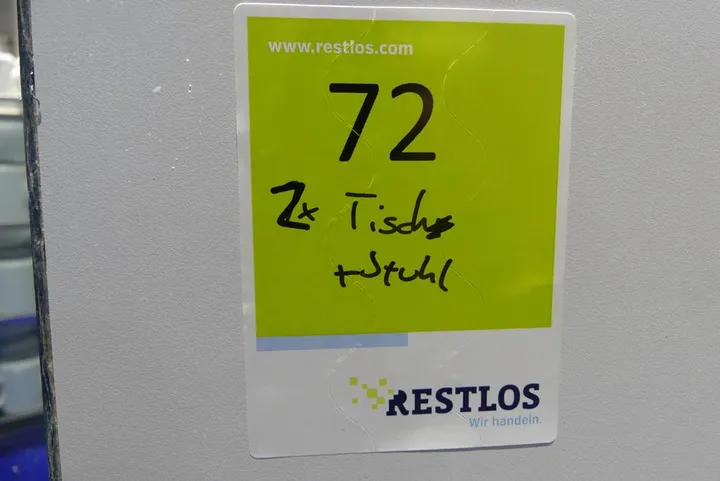 www.restlos.com
72
2x Tisch
+Stuhl
RESTLOS
Wir handeln.